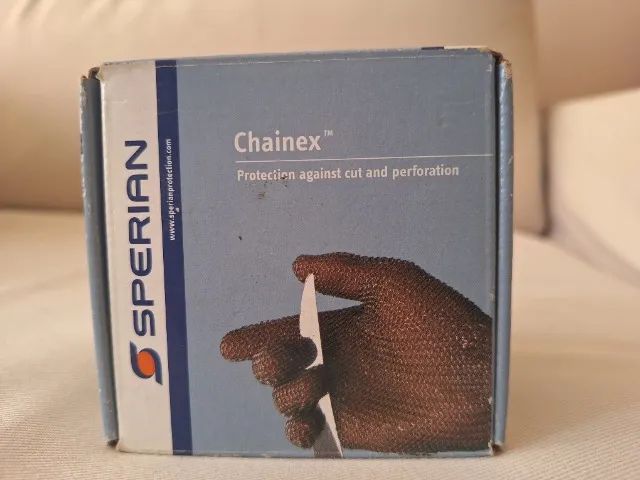 Chainex™
Protection against cut and perforation
SPERIAN
www.sperianprotection.com